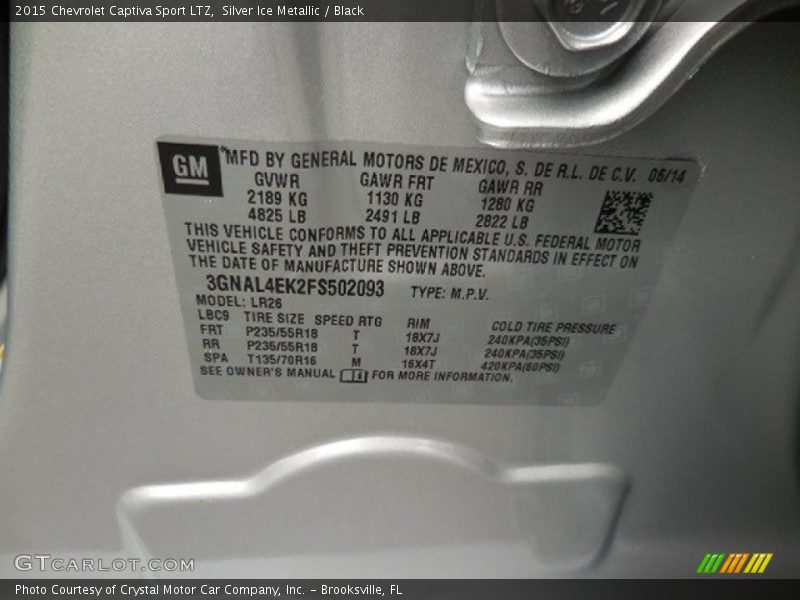 2015 Chevrolet Captiva Sport LTZ, Silver Ice Metallic / Black
GM
MFD BY GENERAL MOTORS DE MEXICO, S. DE R.L. DE C.V. 06/14
GVWR GAWR FRT GAWR RR
2189 KG 1130 KG 1280 KG
4825 LB 2491 LB 2822 LB
THIS VEHICLE CONFORMS TO ALL APPLICABLE U.S. FEDERAL MOTOR
VEHICLE SAFETY AND THEFT PREVENTION STANDARDS IN EFFECT ON
THE DATE OF MANUFACTURE SHOWN ABOVE.
3GNAL4EK2FS502093 TYPE: M.P.V.
MODEL: LR26
LBC9 TIRE SIZE SPEED RTG RIM COLD TIRE PRESSURE
FRT P235/55R18 T 18X7J 240KPA(35PSI)
RR P235/55R18 T 18X7J 240KPA(35PSI)
SPA T135/70R16 M 16X4T 420KPA(60PSI)
SEE OWNER'S MANUAL FOR MORE INFORMATION.
GTCARLOT.COM
Photo Courtesy of Crystal Motor Car Company, Inc. - Brooksville, FL